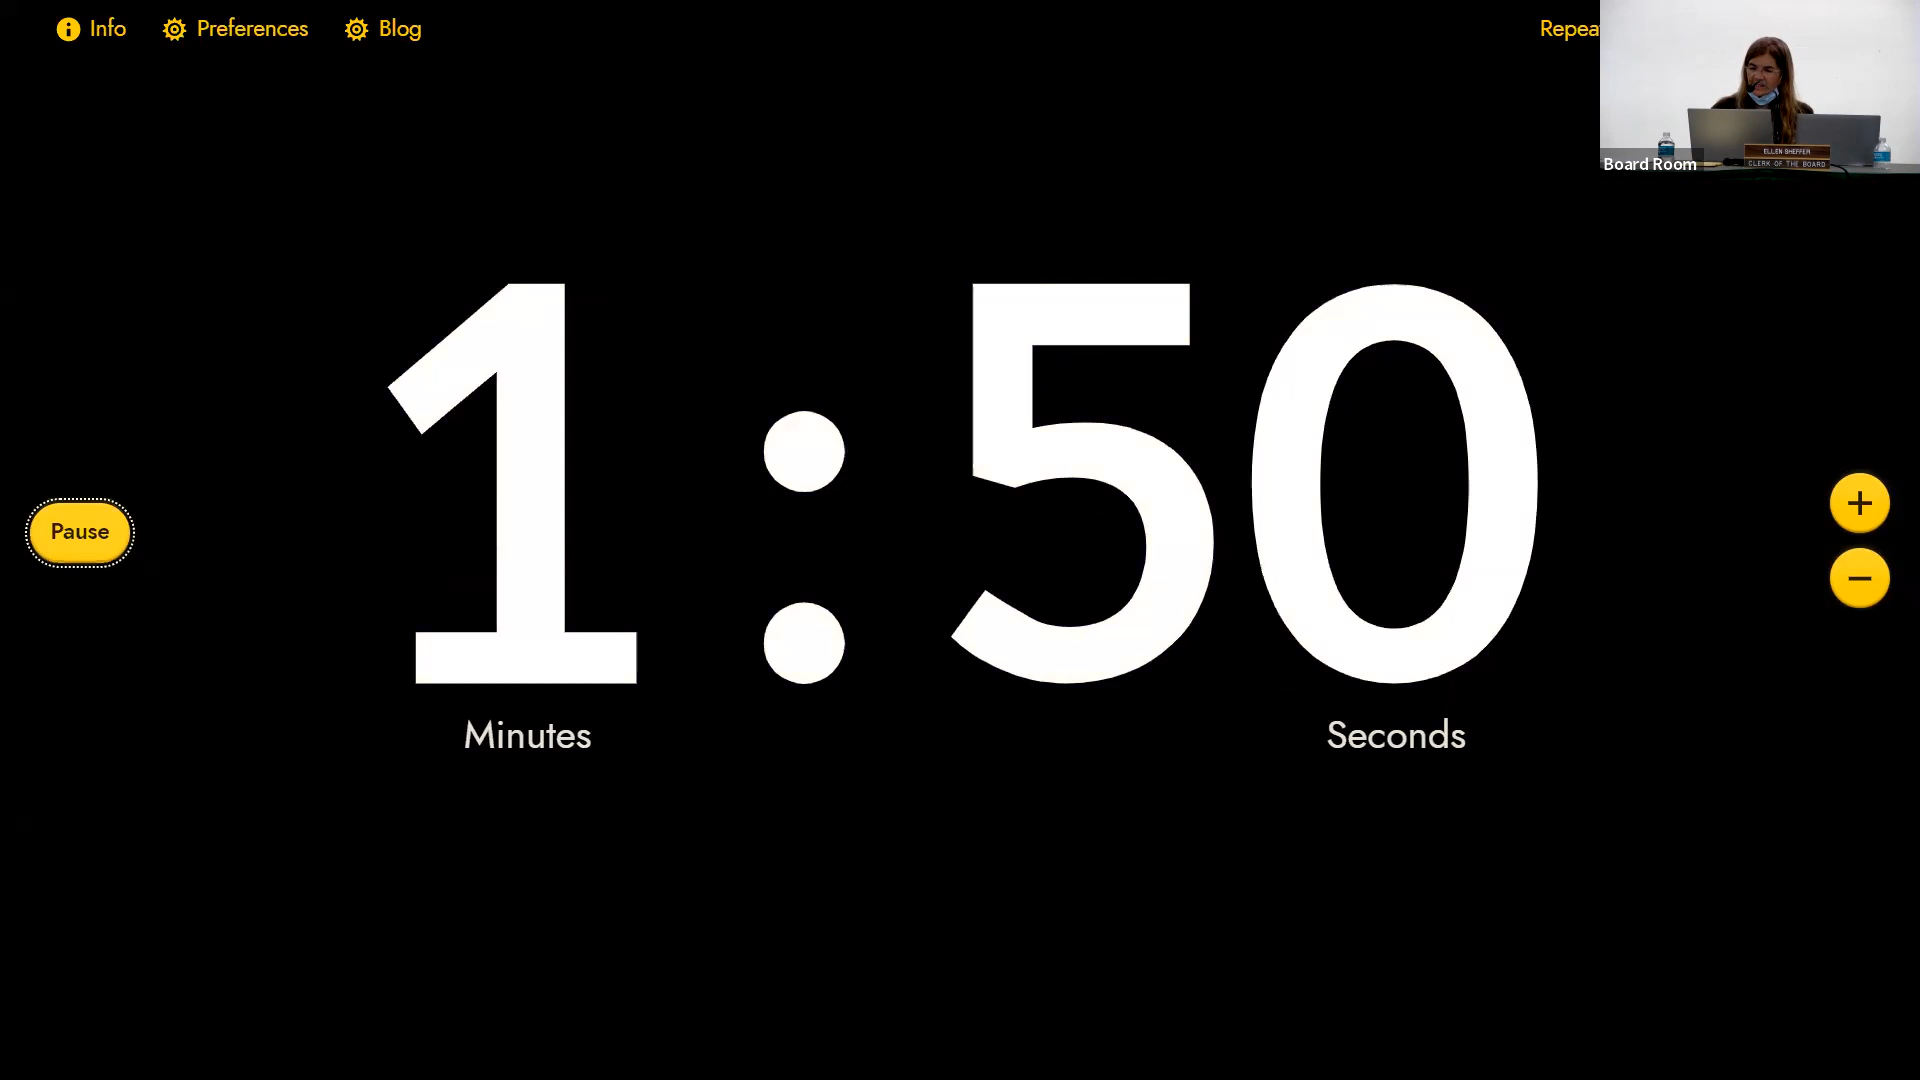 Info Preferences Blog
Repea
ELLEN SHEFFER
CLERK OF THE BOARD
Board Room
1:50
Pause
+
−
Minutes Seconds